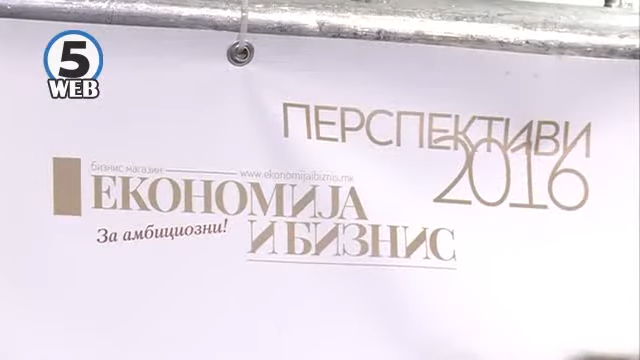 5
WEB
ПЕРСПЕКТИВИ
2016
бизнис магазин
www.ekonomijaibiznis.mk
ЕКОНОМИЈА
И БИЗНИС
За амбициозни!